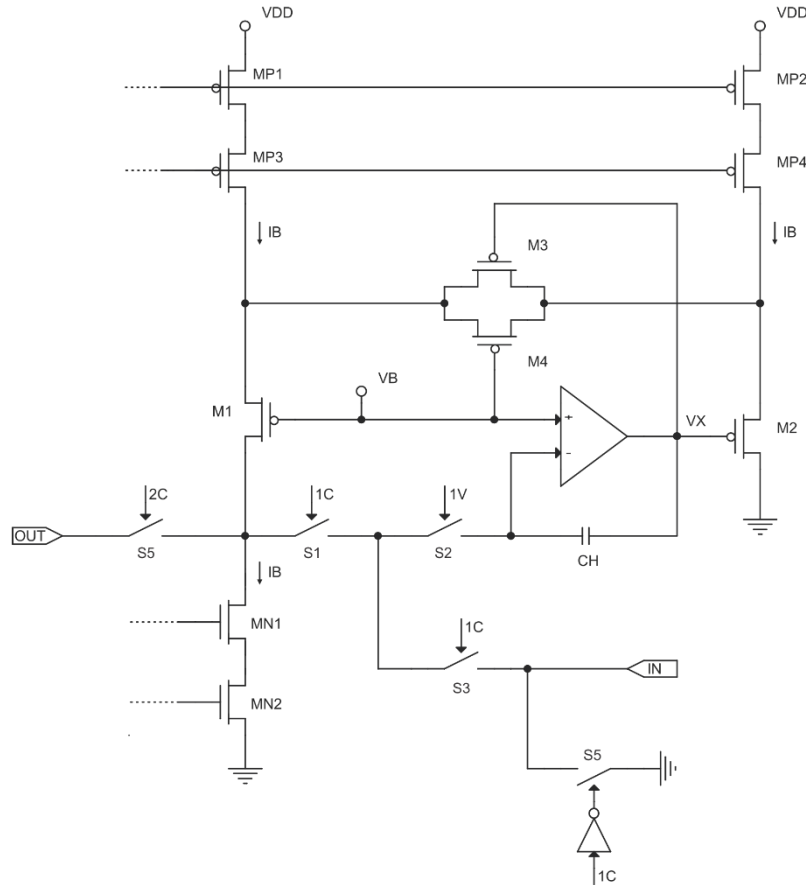 VDD
VDD
MP1
MP2
MP3
MP4
IB
IB
M3
M4
M1
VB
+
-
VX
M2
2C
1C
1V
OUT
S5
S1
S2
CH
IB
MN1
1C
IN
S3
MN2
S5
1C